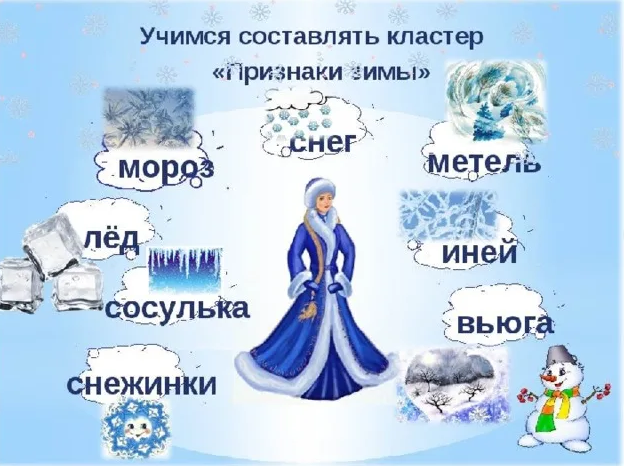 Учимся составлять кластер
«Признаки зимы»
снег
мороз
метель
лёд
иней
сосулька
вьюга
снежинки